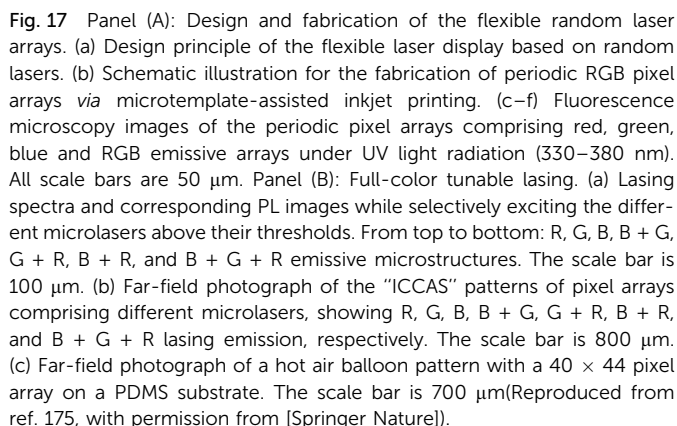 Fig. 17 Panel (A): Design and fabrication of the flexible random laser
arrays. (a) Design principle of the flexible laser display based on random
lasers. (b) Schematic illustration for the fabrication of periodic RGB pixel
arrays via microtemplate-assisted inkjet printing. (c–f) Fluorescence
microscopy images of the periodic pixel arrays comprising red, green,
blue and RGB emissive arrays under UV light radiation (330–380 nm).
All scale bars are 50 μm. Panel (B): Full-color tunable lasing. (a) Lasing
spectra and corresponding PL images while selectively exciting the differ-
ent microlasers above their thresholds. From top to bottom: R, G, B, B + G,
G + R, B + R, and B + G + R emissive microstructures. The scale bar is
100 μm. (b) Far-field photograph of the "ICCAS" patterns of pixel arrays
comprising different microlasers, showing R, G, B, B + G, G + R, B + R,
and B + G + R lasing emission, respectively. The scale bar is 800 μm.
(c) Far-field photograph of a hot air balloon pattern with a 40 × 44 pixel
array on a PDMS substrate. The scale bar is 700 μm(Reproduced from
ref. 175, with permission from [Springer Nature]).